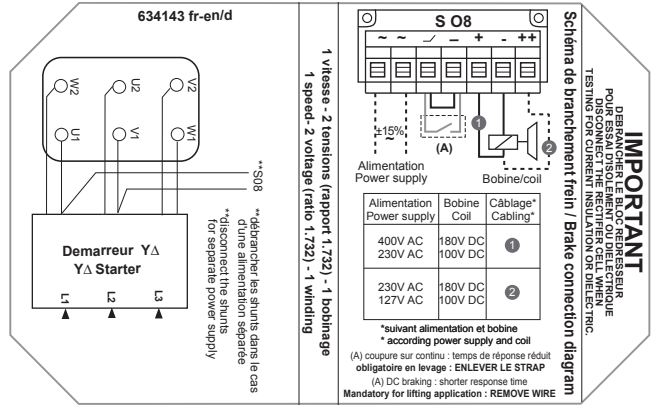 634143 fr-en/d
W2
U2
V2
U1
V1
W1
**S08
Demarreur Y∆
Y∆ Starter
L1
L2
L3
**débrancher les shunts dans le cas
d'une alimentation séparée
**disconnect the shunts
for separate power supply
1 vitesse - 2 tensions (rapport 1.732) - 1 bobinage
1 speed- 2 voltage (ratio 1.732) - 1 winding
S O8
~ ~ – + - ++
±15%
~
(A)
1
2
Alimentation
Power supply
Bobine/coil
Alimentation
Power supply
Bobine
Coil
Câblage*
Cabling*
400V AC
230V AC
180V DC
100V DC
1
230V AC
127V AC
180V DC
100V DC
2
*suivant alimentation et bobine
* according power supply and coil
(A) coupure sur continu : temps de réponse réduit
obligatoire en levage : ENLEVER LE STRAP
(A) DC braking : shorter response time
Mandatory for lifting application : REMOVE WIRE
Schéma de branchement frein / Brake connection diagram
IMPORTANT
DEBRANCHER LE BLOC REDRESSEUR
POUR ESSAI D'ISOLEMENT OU DIELECTRIQUE
DISCONNECT THE RECTIFIER CELL WHEN
TESTING FOR CURRENT INSULATION OR DIELECTRIC.